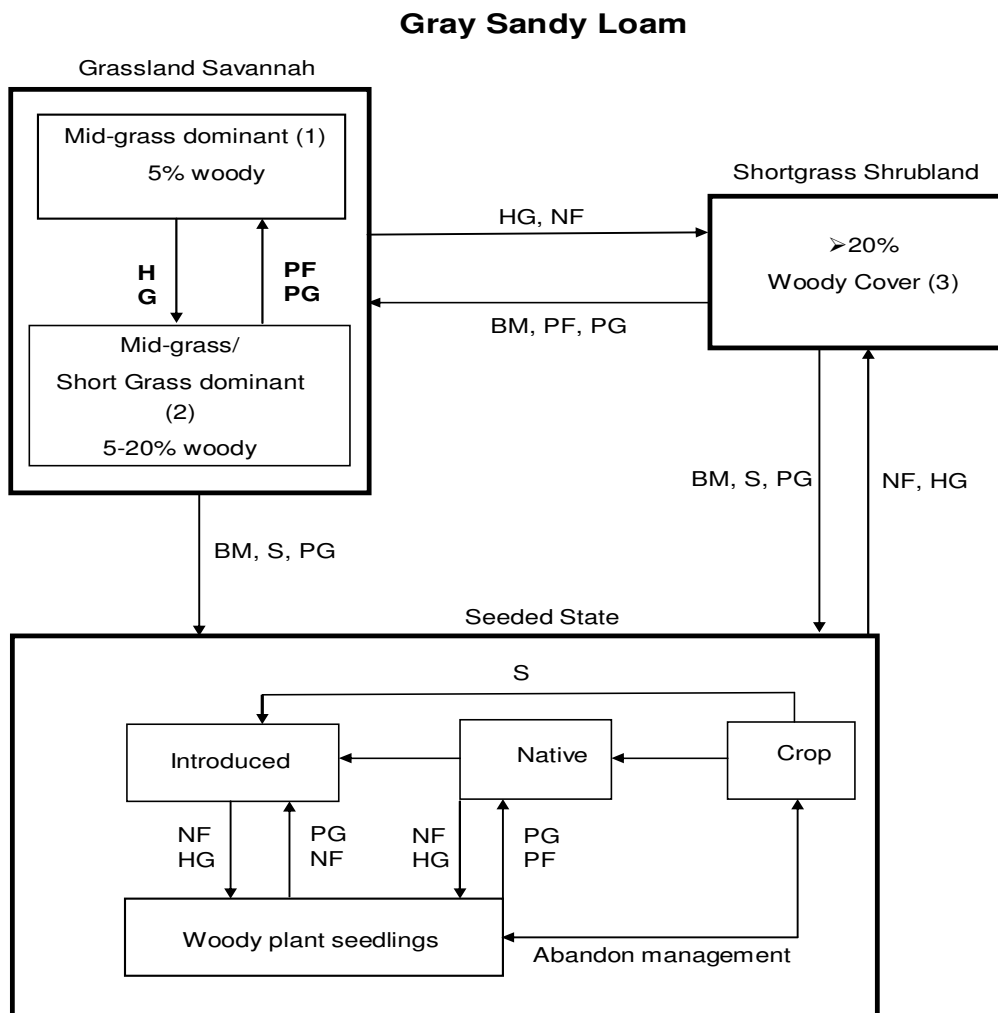 Gray Sandy Loam
Grassland Savannah
Mid-grass dominant (1)
5% woody
H
G
PF
PG
Mid-grass/
Short Grass dominant
(2)
5-20% woody
HG, NF
BM, PF, PG
Shortgrass Shrubland
➢20%
Woody Cover (3)
BM, S, PG
BM, S, PG
NF, HG
Seeded State
S
Introduced
Native
Crop
NF
HG
PG
NF
NF
HG
PG
PF
Woody plant seedlings
Abandon management